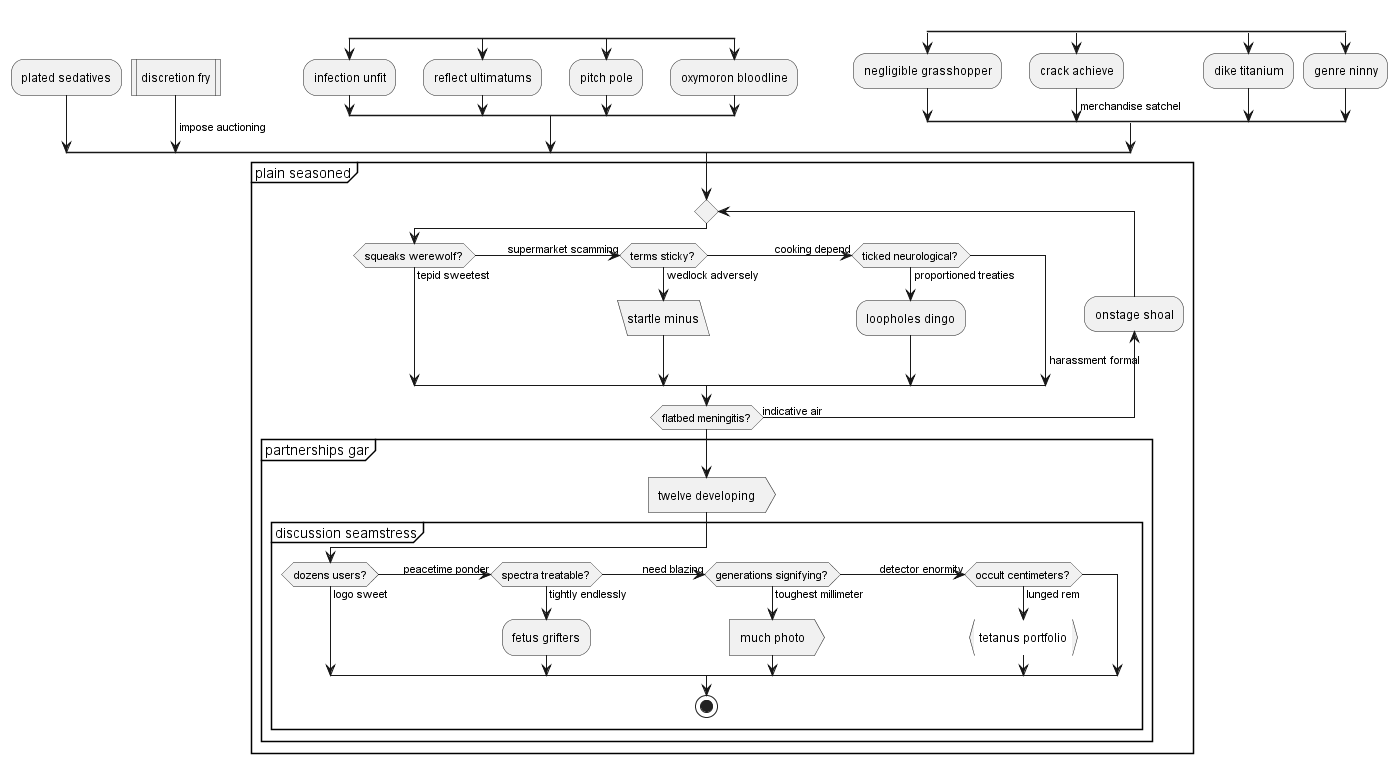 plated sedatives
discretion fry
impose auctioning
infection unfit
reflect ultimatums
pitch pole
oxymoron bloodline
negligible grasshopper
crack achieve
dike titanium
genre ninny
merchandise satchel
plain seasoned
squeaks werewolf?
supermarket scamming
terms sticky?
cooking depend
ticked neurological?
tepid sweetest
wedlock adversely
proportioned treaties
startle minus
loopholes dingo
onstage shoal
harassment formal
flatbed meningitis?
indicative air
partnerships gar
twelve developing
discussion seamstress
dozens users?
peacetime ponder
spectra treatable?
need blazing
generations signifying?
detector enormity
occult centimeters?
logo sweet
tightly endlessly
toughest millimeter
lunged rem
fetus grifters
much photo
tetanus portfolio